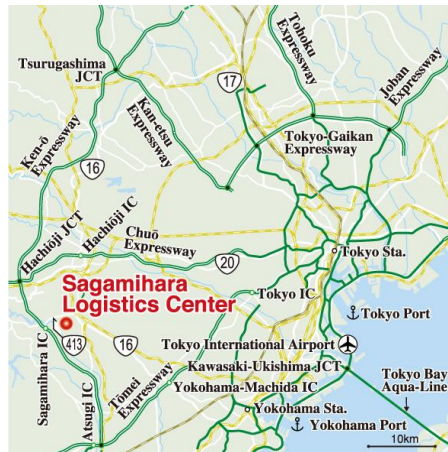 Tohoku
Expressway
Joban
Expressway
Tsurugashima
JCT
17
Kan-etsu
Expressway
Ken-ō Expressway
Tokyo-Gaikan
Expressway
16
Hachiōji JCT
Hachiōji IC
Chuō
Expressway
20
Tokyo Sta.
Sagamihara
Logistics Center
Tokyo IC
Tokyo Port
413
16
Sagamihara IC
Tokyo International Airport
Kawasaki-Ukishima JCT
Tokyo Bay
Aqua-Line
Yokohama-Machida IC
Atsugi IC
Tōmei Expressway
Yokohama Sta.
Yokohama Port
10km